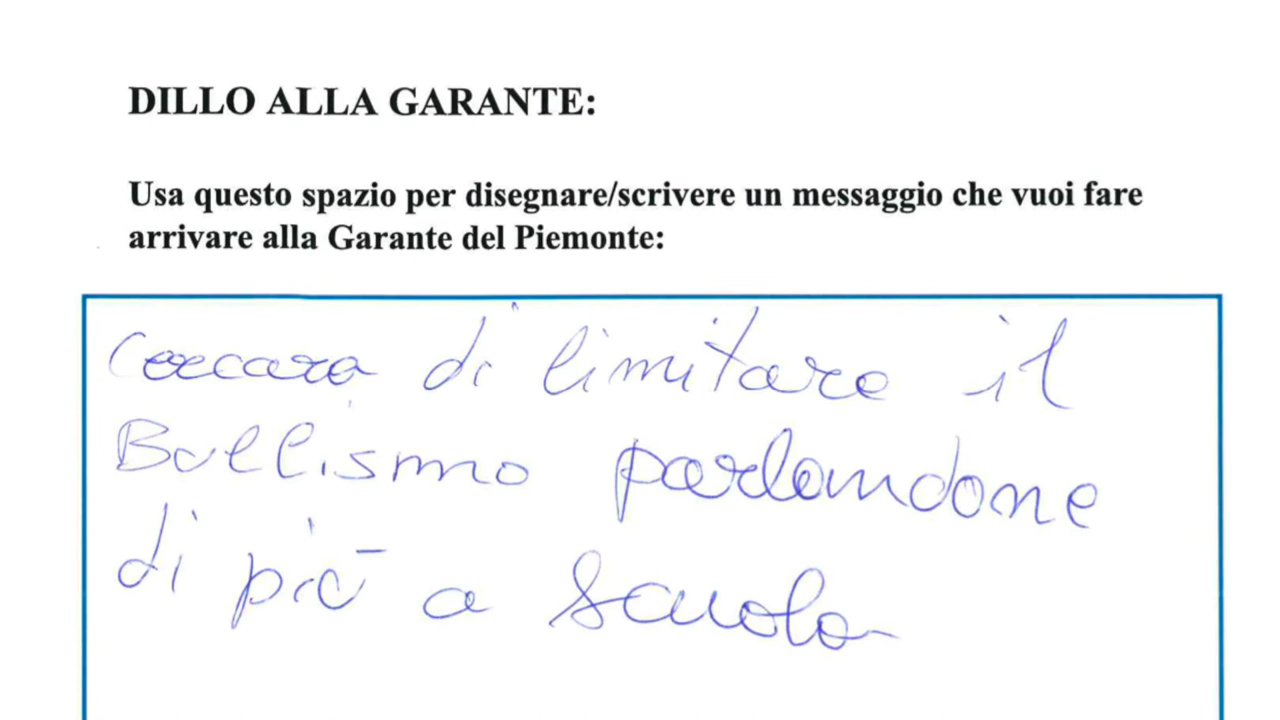 DILLO ALLA GARANTE:
Usa questo spazio per disegnare/scrivere un messaggio che vuoi fare
arrivare alla Garante del Piemonte:
di limitare il
Bullismo parlandone
di più a scuola